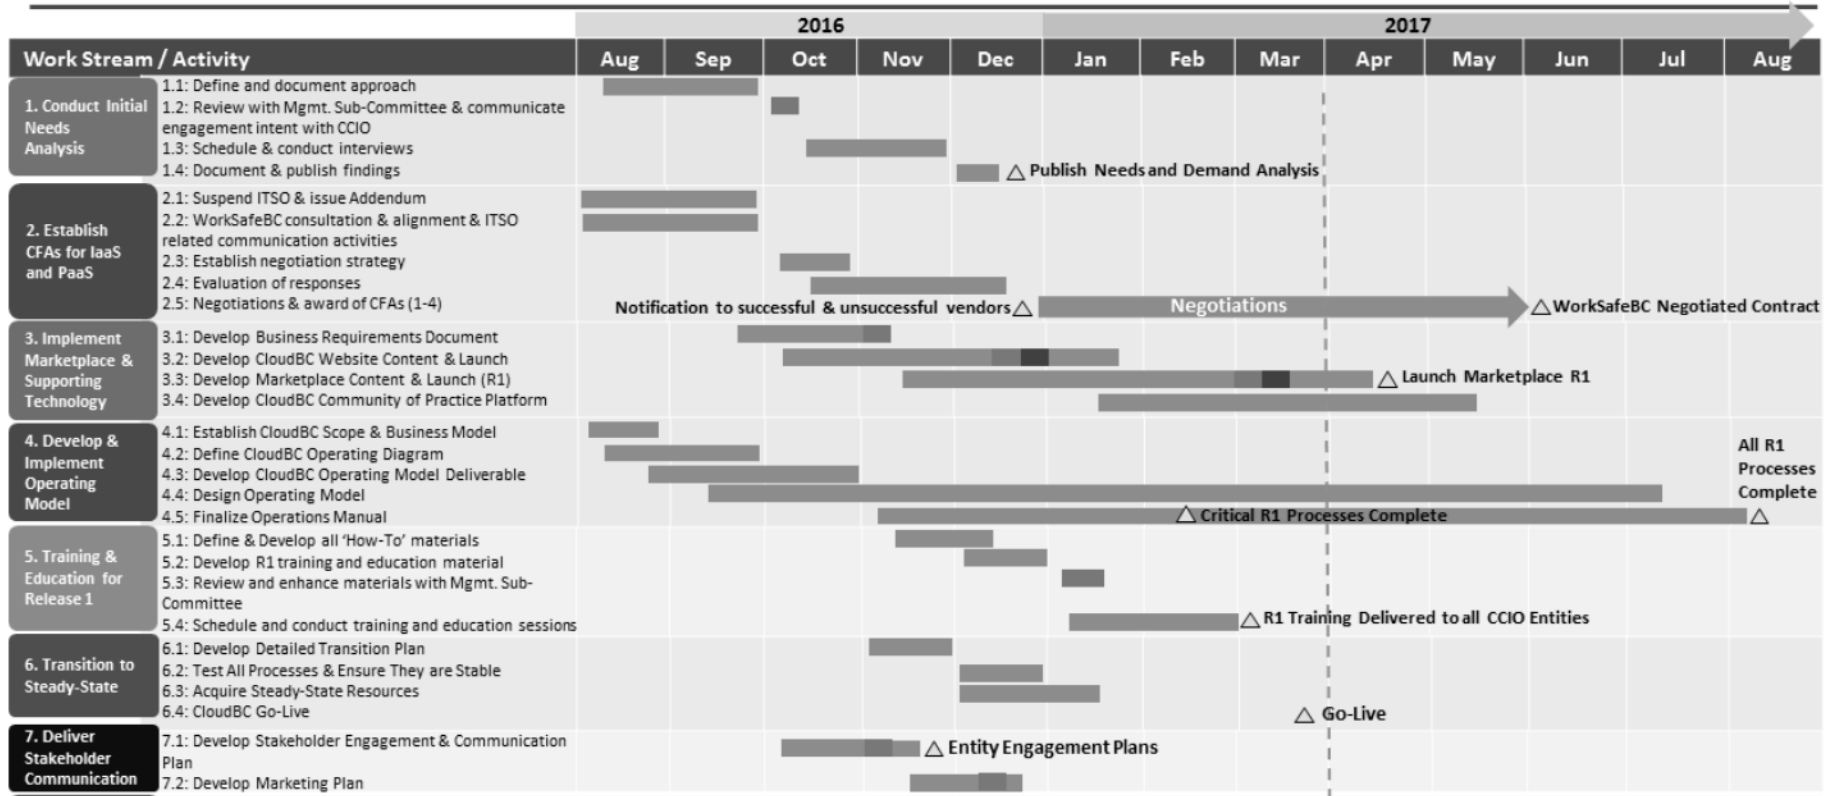 2016 2017
Work Stream / Activity Aug Sep Oct Nov Dec Jan Feb Mar Apr May Jun Jul Aug
1. Conduct Initial
Needs
Analysis
1.1: Define and document approach
1.2: Review with Mgmt. Sub-Committee & communicate
engagement intent with CCIO
1.3: Schedule & conduct interviews
1.4: Document & publish findings
Publish Needs and Demand Analysis
2. Establish
CFAs for IaaS
and PaaS
2.1: Suspend ITSO & issue Addendum
2.2: WorkSafeBC consultation & alignment & ITSO
related communication activities
2.3: Establish negotiation strategy
2.4: Evaluation of responses
2.5: Negotiations & award of CFAs (1-4)
Notification to successful & unsuccessful vendors
Negotiations
WorkSafeBC Negotiated Contract
3. Implement
Marketplace &
Supporting
Technology
3.1: Develop Business Requirements Document
3.2: Develop CloudBC Website Content & Launch
3.3: Develop Marketplace Content & Launch (R1)
3.4: Develop CloudBC Community of Practice Platform
Launch Marketplace R1
4. Develop &
Implement
Operating
Model
4.1: Establish CloudBC Scope & Business Model
4.2: Define CloudBC Operating Diagram
4.3: Develop CloudBC Operating Model Deliverable
4.4: Design Operating Model
4.5: Finalize Operations Manual
Critical R1 Processes Complete
All R1
Processes
Complete
5. Training &
Education for
Release 1
5.1: Define & Develop all ‘How-To’ materials
5.2: Develop R1 training and education material
5.3: Review and enhance materials with Mgmt. Sub-
Committee
5.4: Schedule and conduct training and education sessions
R1 Training Delivered to all CCIO Entities
6. Transition to
Steady-State
6.1: Develop Detailed Transition Plan
6.2: Test All Processes & Ensure They are Stable
6.3: Acquire Steady-State Resources
6.4: CloudBC Go-Live
Go-Live
7. Deliver
Stakeholder
Communication
7.1: Develop Stakeholder Engagement & Communication
Plan
7.2: Develop Marketing Plan
Entity Engagement Plans